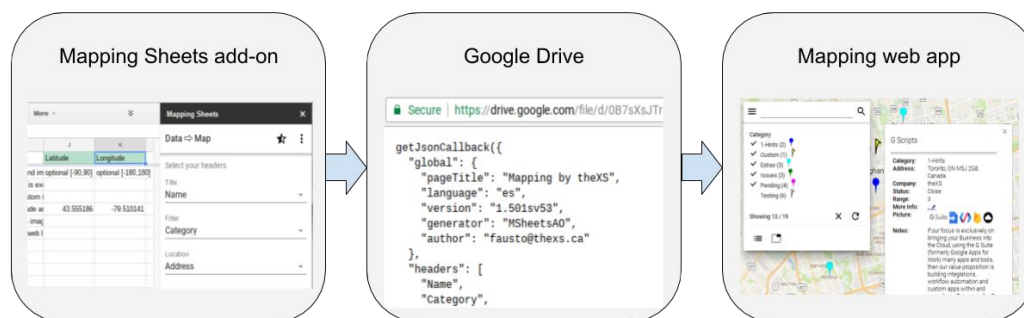 Mapping Sheets add-on
More
Mapping Sheets
Data ⇨ Map
J K
Latitude Longitude
optional [-90,90] optional [-180,180]
43.555186 -79.510141
Select your headers
Title
Name
Filter
Category
Location
Address
Google Drive
Secure https://drive.google.com/file/d/0B7sXsJTr
getJsonCallback({
"global": {
"pageTitle": "Mapping by theXS",
"language": "es",
"version": "1.501sv53",
"generator": "MSheetsAO",
"author": "fausto@thexs.ca"
},
"headers": [
"Name",
"Category",
Mapping web app
Category
1-Hints (2)
Custom (1)
Extras (3)
Issues (3)
Pending (4)
Testing (6)
Showing 13 / 19
G Scripts
Category: 1-Hints
Address: Toronto, ON M5J 2G8,
Canada
Company: theXS
Status: Close
Range: 3
More Info:
Picture: G Suite
Notes: If our focus is exclusively on
bringing your Business into
the Cloud, using the G Suite
(formerly Google Apps for
Work) many apps and tools,
then our value proposition is
building integrations,
workflow automation and
custom apps within and